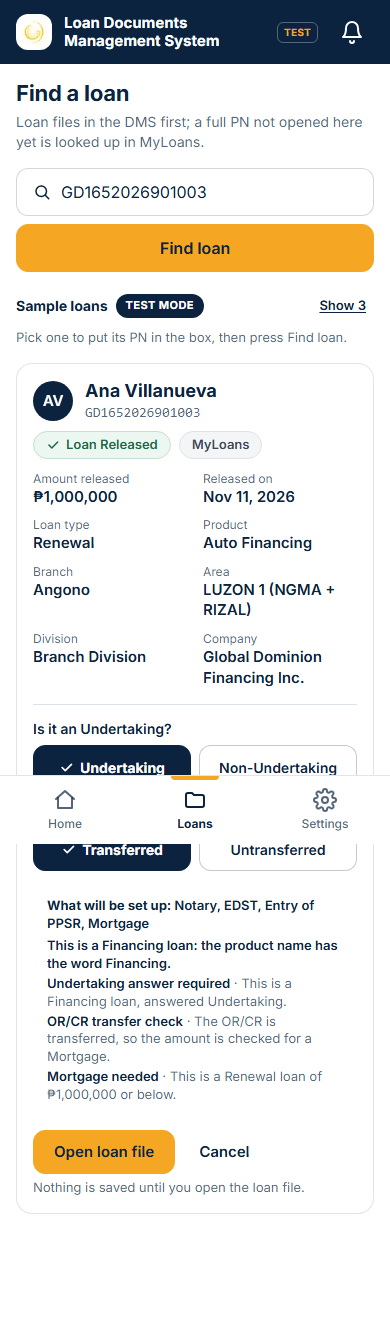 Loan Documents
Management System
TEST
Find a loan
Loan files in the DMS first; a full PN not opened here
yet is looked up in MyLoans.
GD1652026901003
Find loan
Sample loans
TEST MODE
Show 3
Pick one to put its PN in the box, then press Find loan.
AV
Ana Villanueva
GD1652026901003
Loan Released
MyLoans
Amount released
Released on
₱1,000,000
Nov 11, 2026
Loan type
Product
Renewal
Auto Financing
Branch
Area
Angono
LUZON 1 (NGMA +
RIZAL)
Division
Company
Branch Division
Global Dominion
Financing Inc.
Is it an Undertaking?
Undertaking
Non-Undertaking
Home
Loans
Settings
Transferred
Untransferred
What will be set up: Notary, EDST, Entry of
PPSR, Mortgage
This is a Financing loan: the product name has
the word Financing.
Undertaking answer required · This is a
Financing loan, answered Undertaking.
OR/CR transfer check · The OR/CR is
transferred, so the amount is checked for a
Mortgage.
Mortgage needed · This is a Renewal loan of
₱1,000,000 or below.
Open loan file
Cancel
Nothing is saved until you open the loan file.